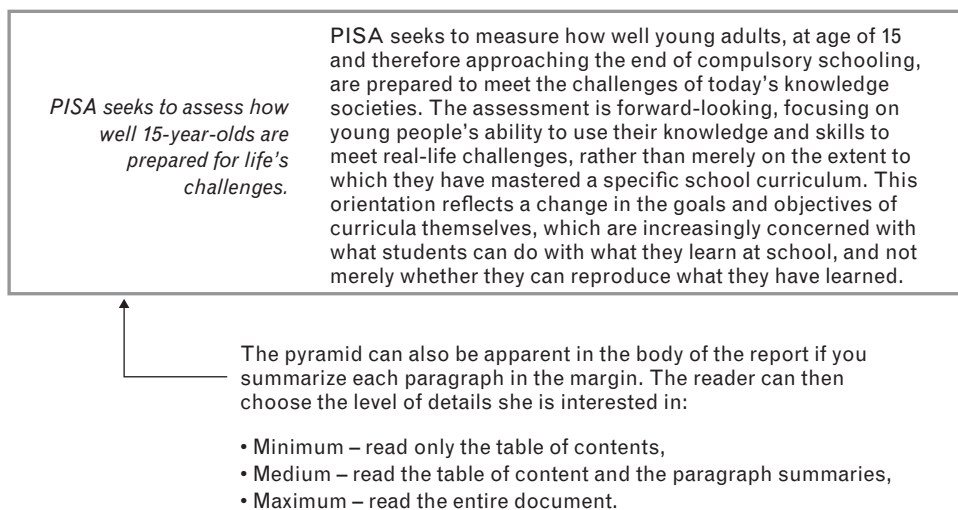 PISA seeks to assess how
well 15-year-olds are
prepared for life's
challenges.
PISA seeks to measure how well young adults, at age of 15
and therefore approaching the end of compulsory schooling,
are prepared to meet the challenges of today's knowledge
societies. The assessment is forward-looking, focusing on
young people's ability to use their knowledge and skills to
meet real-life challenges, rather than merely on the extent to
which they have mastered a specific school curriculum. This
orientation reflects a change in the goals and objectives of
curricula themselves, which are increasingly concerned with
what students can do with what they learn at school, and not
merely whether they can reproduce what they have learned.
The pyramid can also be apparent in the body of the report if you
summarize each paragraph in the margin. The reader can then
choose the level of details she is interested in:
• Minimum – read only the table of contents,
• Medium – read the table of content and the paragraph summaries,
• Maximum – read the entire document.